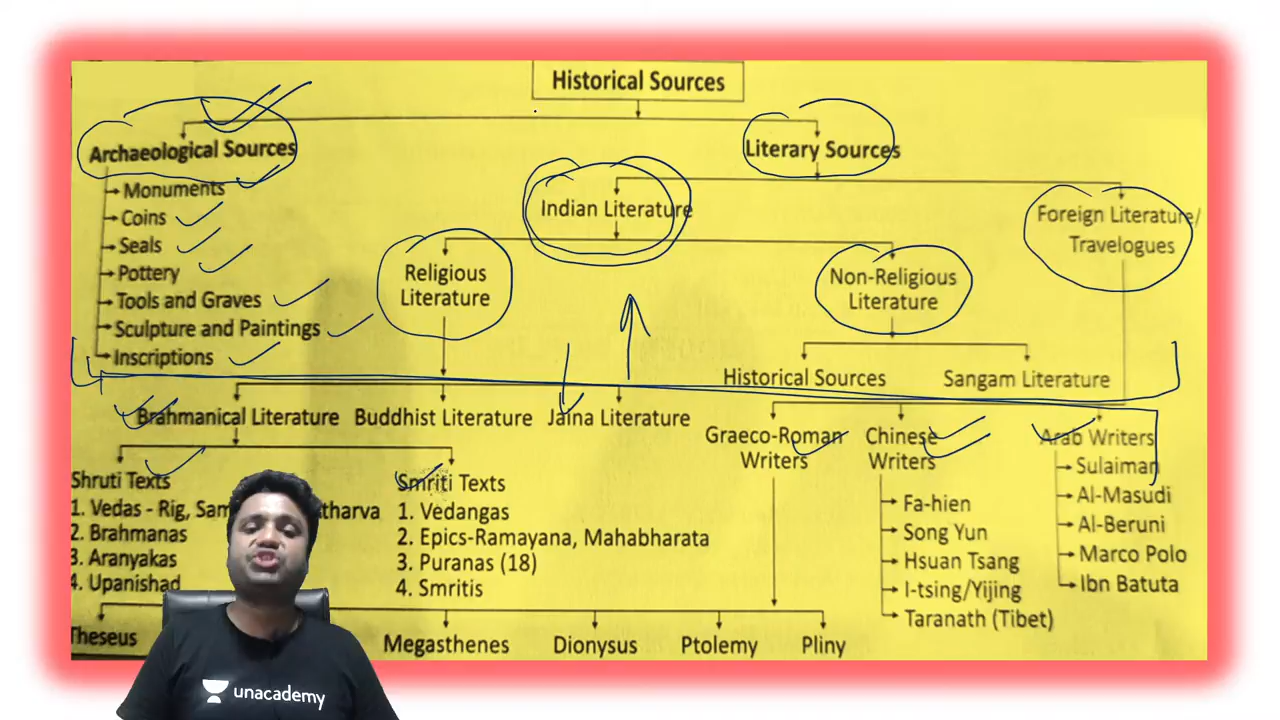 Historical Sources
Archaeological Sources
Literary Sources
Monuments
Coins
Seals
Pottery
Tools and Graves
Sculpture and Paintings
Inscriptions
Indian Literature
Foreign Literature/
Travelogues
Religious
Literature
Non-Religious
Literature
Historical Sources
Sangam Literature
Brahmanical Literature
Buddhist Literature
Jaina Literature
Graeco-Roman
Writers
Chinese
Writers
Arab Writers
Shruti Texts
1. Vedas - Rig, Sam tharva
2. Brahmanas
3. Aranyakas
4. Upanishad
Smriti Texts
1. Vedangas
2. Epics-Ramayana, Mahabharata
3. Puranas (18)
4. Smritis
Fa-hien
Song Yun
Hsuan Tsang
I-tsing/Yijing
Taranath (Tibet)
Sulaiman
Al-Masudi
Al-Beruni
Marco Polo
Ibn Batuta
Theseus
Megasthenes
Dionysus
Ptolemy
Pliny
unacademy